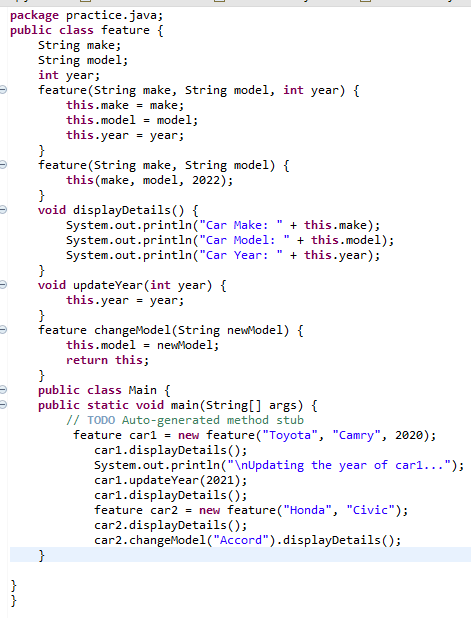 package practice.java;
public class feature {
    String make;
    String model;
    int year;
    feature(String make, String model, int year) {
        this.make = make;
        this.model = model;
        this.year = year;
    }
    feature(String make, String model) {
        this(make, model, 2022);
    }
    void displayDetails() {
        System.out.println("Car Make: " + this.make);
        System.out.println("Car Model: " + this.model);
        System.out.println("Car Year: " + this.year);
    }
    void updateYear(int year) {
        this.year = year;
    }
    feature changeModel(String newModel) {
        this.model = newModel;
        return this;
    }
    public class Main {
    public static void main(String[] args) {
        // TODO Auto-generated method stub
         feature car1 = new feature("Toyota", "Camry", 2020);
            car1.displayDetails();
            System.out.println("\nUpdating the year of car1...");
            car1.updateYear(2021);
            car1.displayDetails();
            feature car2 = new feature("Honda", "Civic");
            car2.displayDetails();
            car2.changeModel("Accord").displayDetails();
    }

}
}